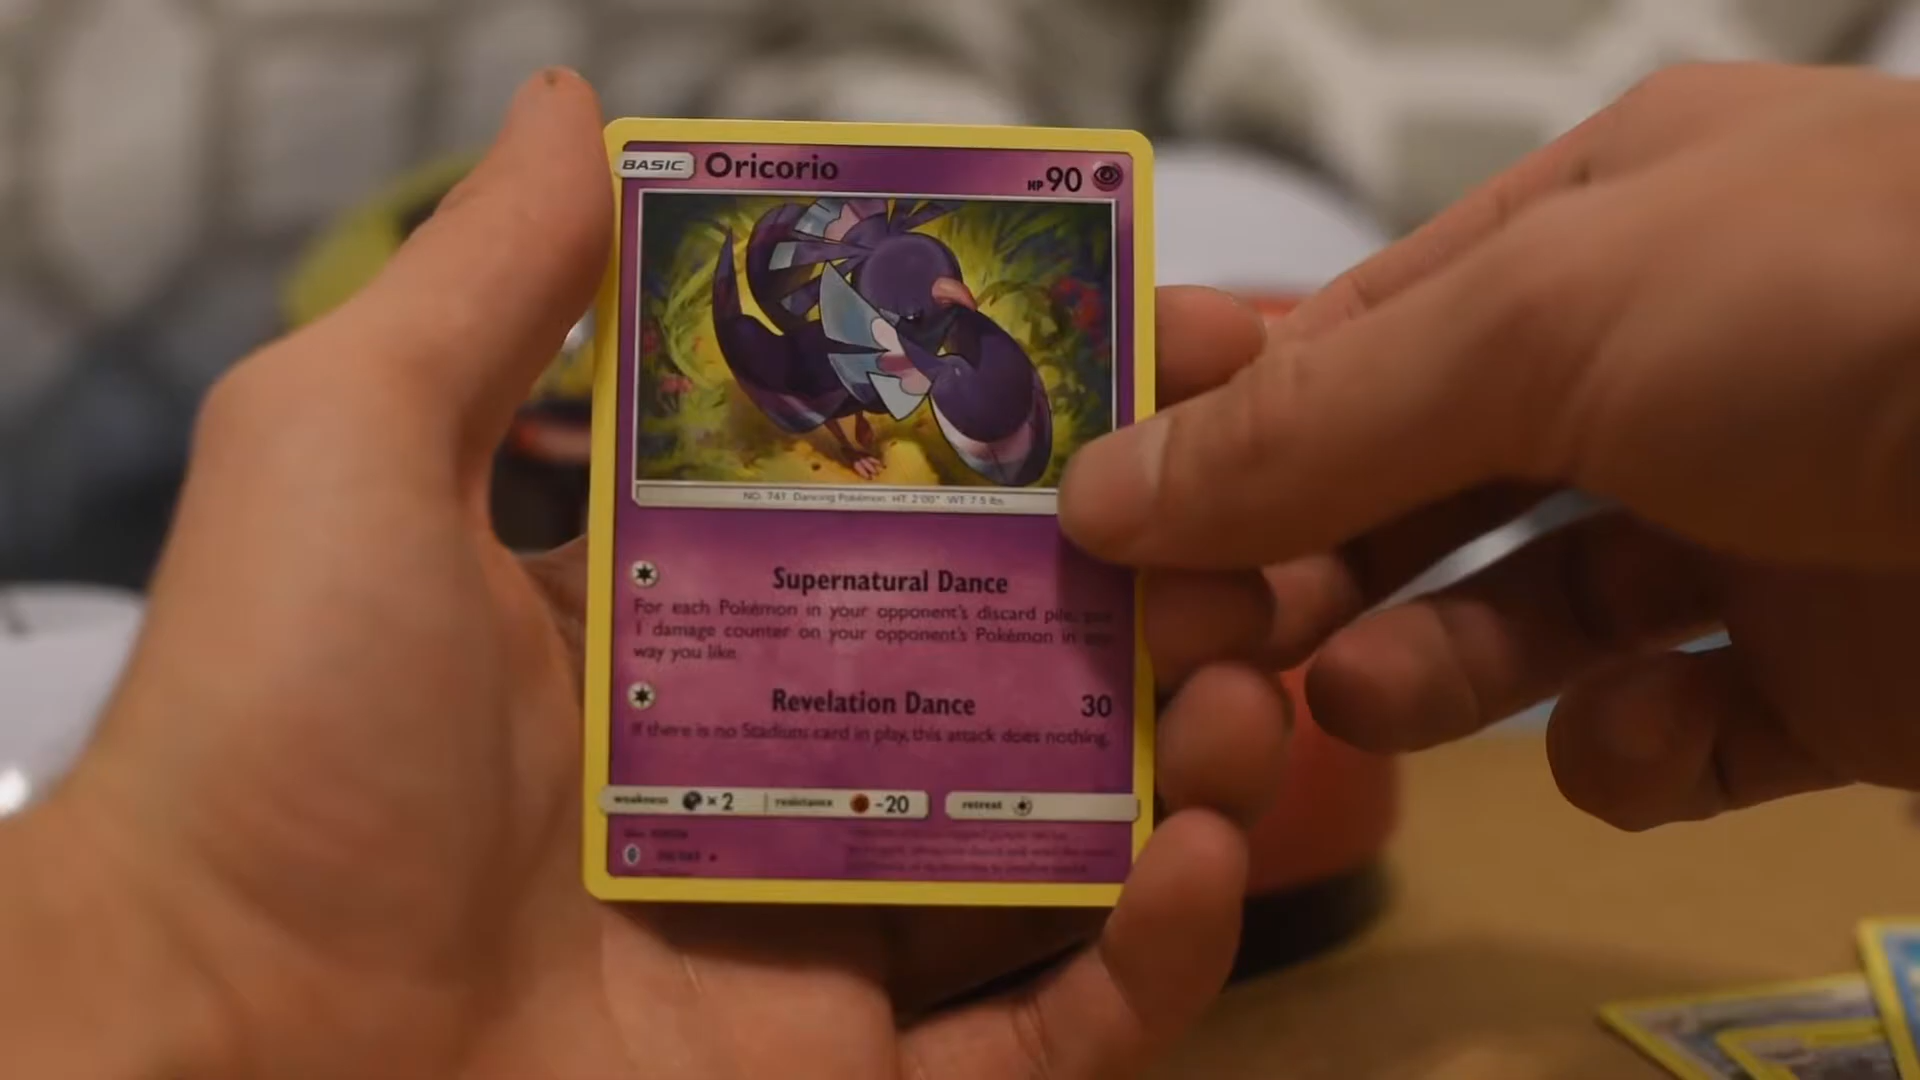 BASIC Oricorio HP 90
NO. 741 Dancing Pokémon HT 2'00" WT 7.5 lbs
Supernatural Dance
For each Pokémon in your opponent's discard pile,
1 damage counter on your opponent's Pokémon in
way you like.
Revelation Dance 30
If there is no Stadium card in play, this attack does nothing.
weakness ×2 resistance -20 retreat